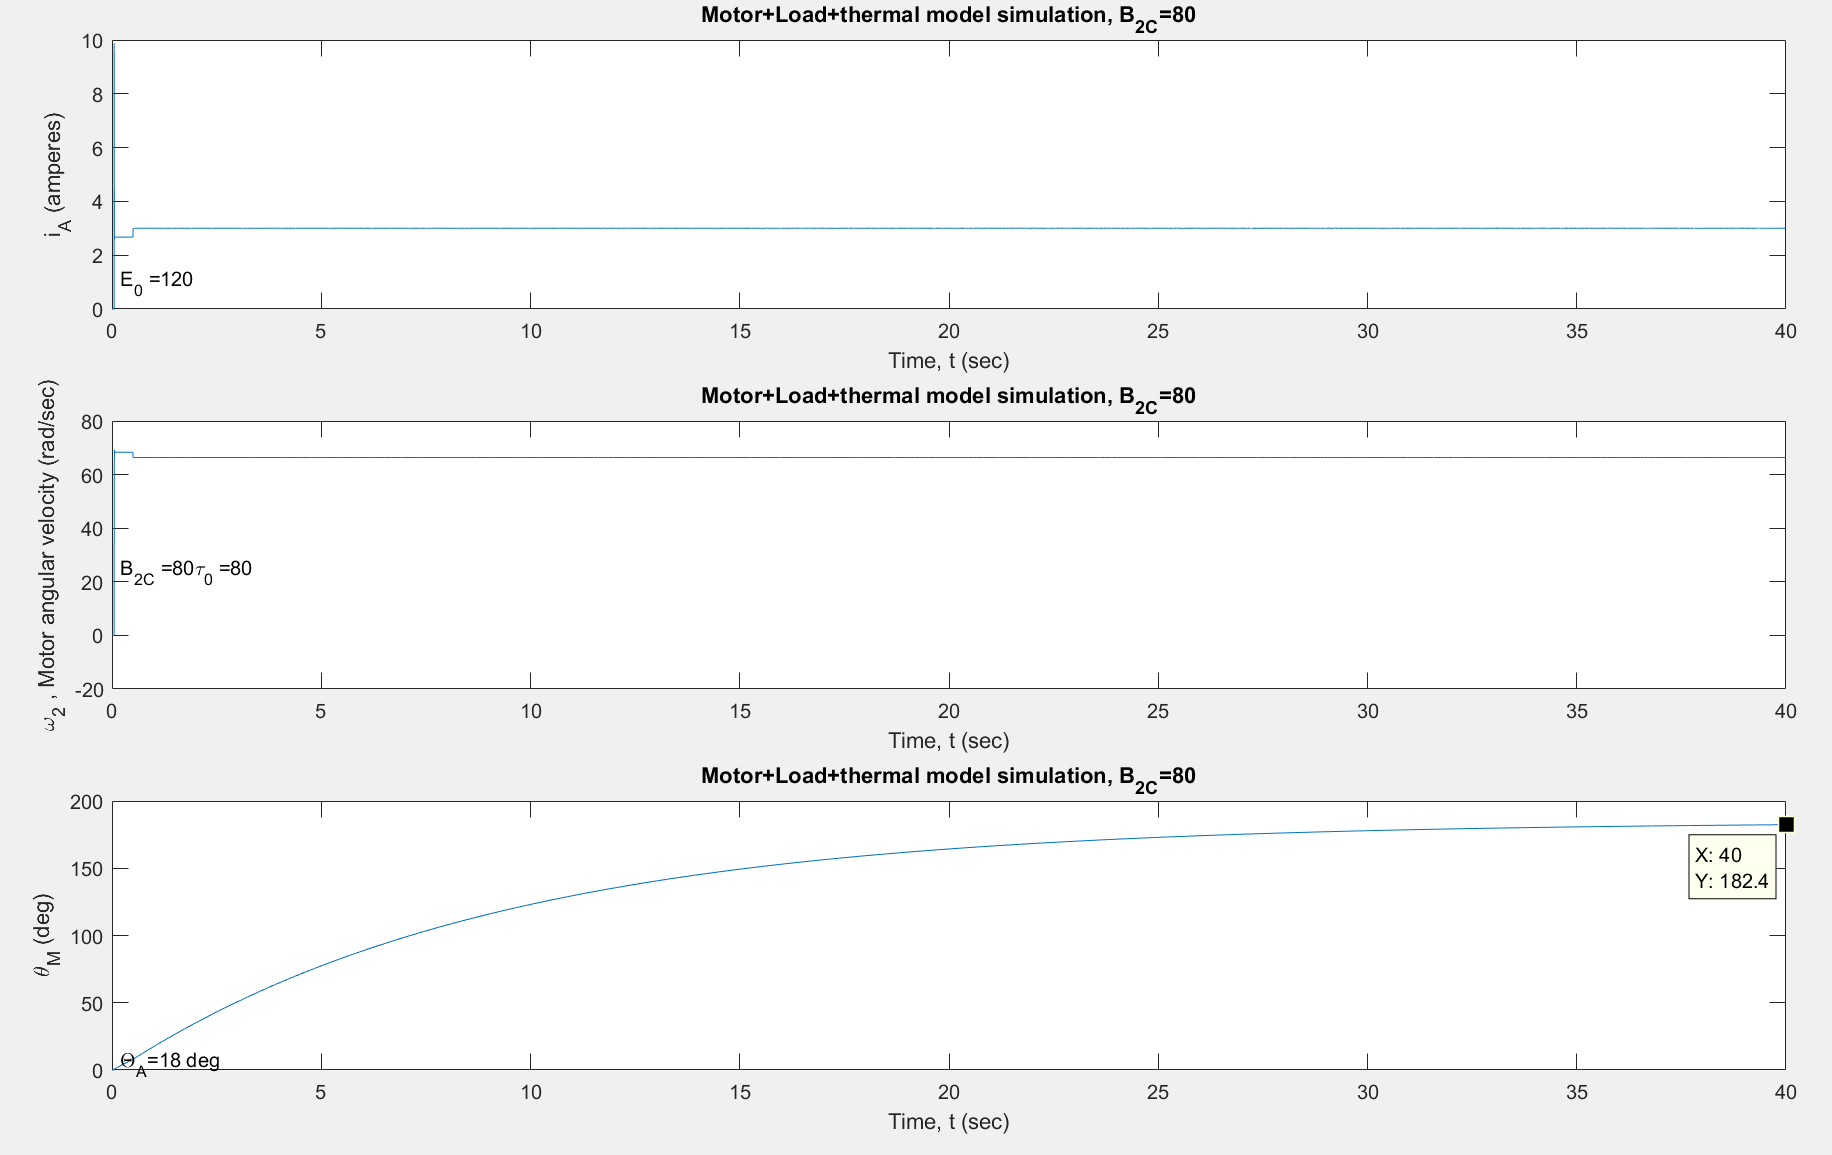 Motor+Load+thermal model simulation, B2C=80
10
8
6
4
2
0
i A (amperes)
E0 =120
0 5 10 15 20 25 30 35 40
Time, t (sec)
Motor+Load+thermal model simulation, B2C=80
80
60
40
20
0
-20
ω2 , Motor angular velocity (rad/sec)
B2C =80τ0 =80
0 5 10 15 20 25 30 35 40
Time, t (sec)
Motor+Load+thermal model simulation, B2C=80
200
150
100
50
0
θM (deg)
X: 40
Y: 182.4
ΘA=18 deg
0 5 10 15 20 25 30 35 40
Time, t (sec)